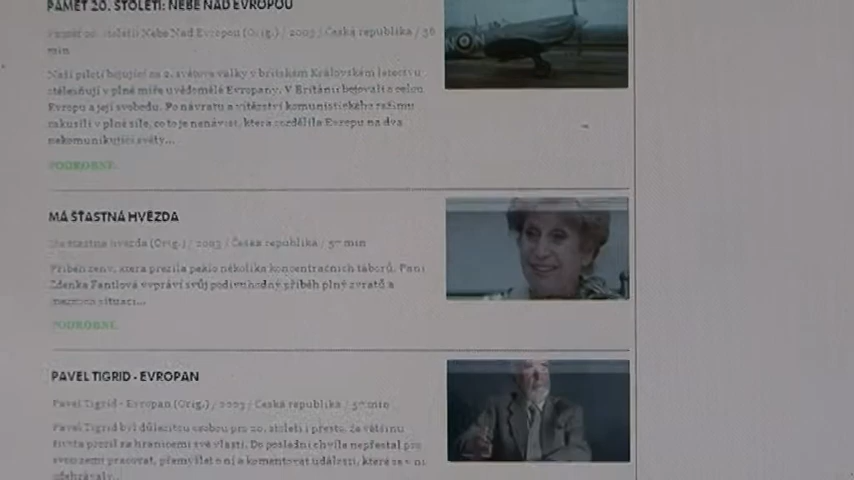 PAMĚŤ 20. STOLETÍ: NEBE NAD EVROPOU
Paměť 20. století: Nebe Nad Evropou (Orig.) / 2003 / Česká republika / 58
min
Naši piloti bojující za 2. světové války v britském Královském letectvu
ztělesňují v plné míře uvědomělé Evropany. V Británii bojovali o celou
Evropu a její svobodu. Po návratu a vítězství komunistického režimu
zakusili v plné síle, co to je nenávist, která rozdělila Evropu na dva
nekomunikující světy...
PODROBNĚ
MÁ ŠŤASTNÁ HVĚZDA
Má šťastná hvězda (Orig.) / 2003 / Česká republika / 57 min
Příběh ženy, která přežila peklo několika koncentračních táborů. Paní
Zdenka Fantlová vypráví svůj podivuhodný příběh plný zvratů a
mezních situací...
PODROBNĚ
PAVEL TIGRID - EVROPAN
Pavel Tigrid - Evropan (Orig.) / 2003 / Česká republika / min
Pavel Tigrid byl důležitou osobou pro 20. století i přesto, že většinu
života prožil za hranicemi své vlasti. Do poslední chvíle nepřestal pro
svou zemi pracovat, přemýšlet o ní a komentovat události, které se v ní
odehrávaly...